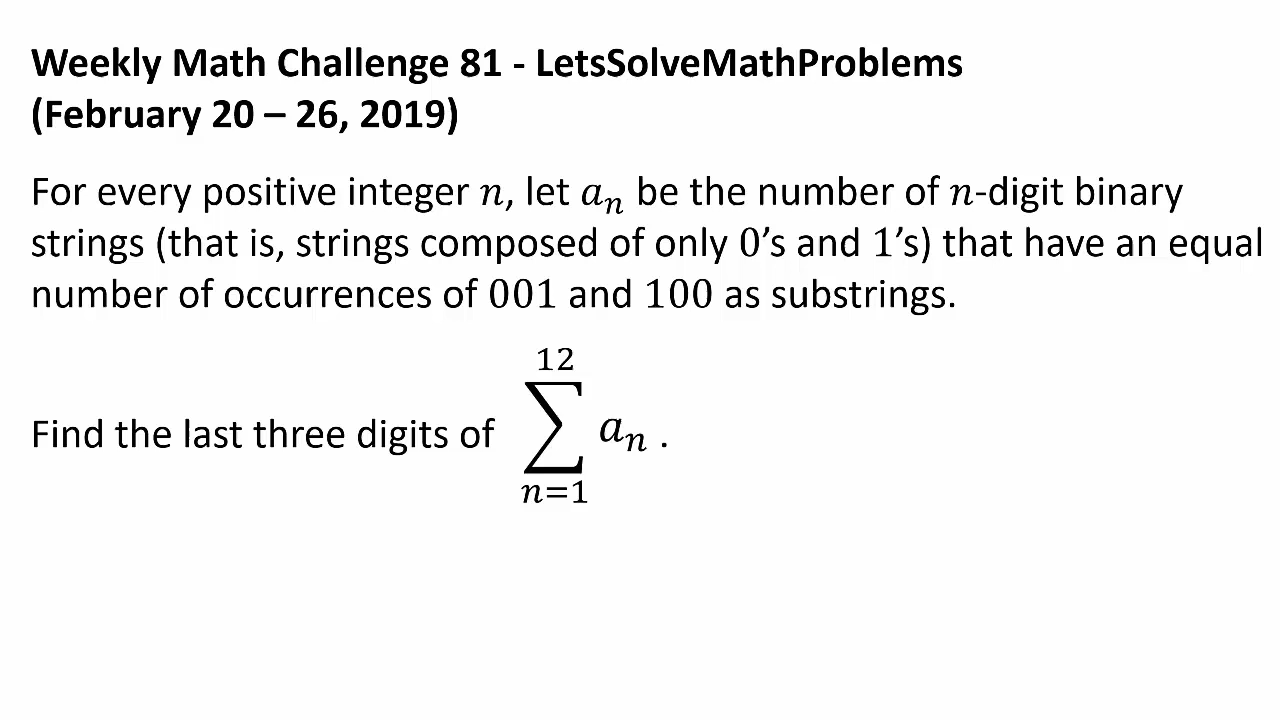 Weekly Math Challenge 81 - LetsSolveMathProblems
(February 20 – 26, 2019)
For every positive integer n, let aₙ be the number of n-digit binary
strings (that is, strings composed of only 0’s and 1’s) that have an equal
number of occurrences of 001 and 100 as substrings.
12
Find the last three digits of ∑ aₙ .
n=1